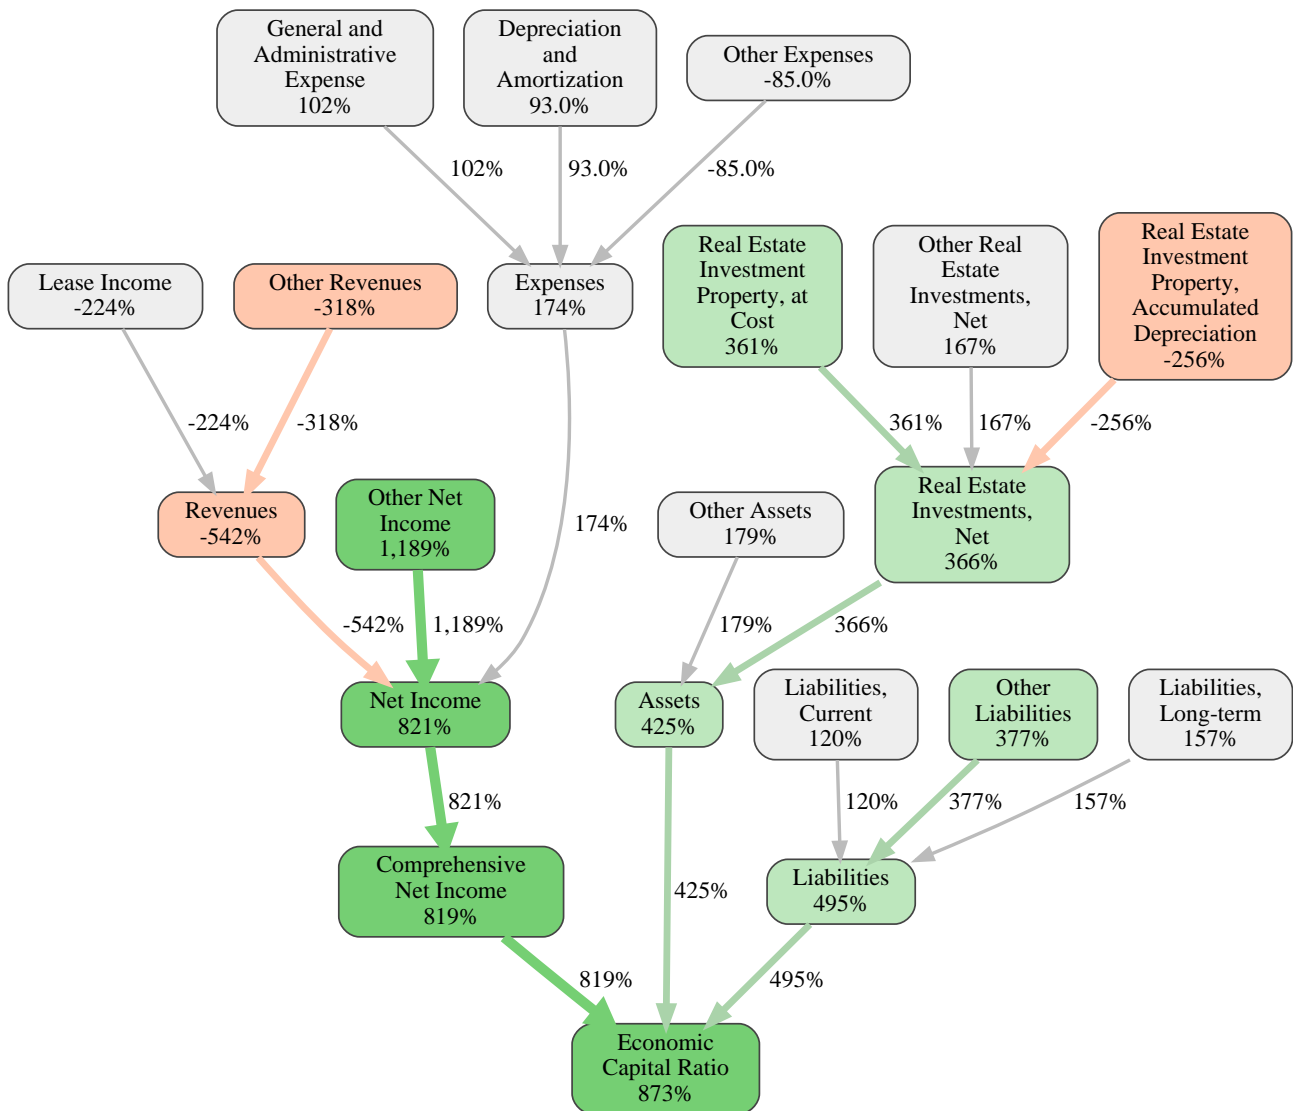 General and
Administrative
Expense
102%
Depreciation
and
Amortization
93.0%
Other Expenses
-85.0%
102%
93.0%
-85.0%
Lease Income
-224%
Other Revenues
-318%
Expenses
174%
Real Estate
Investment
Property, at
Cost
361%
Other Real
Estate
Investments,
Net
167%
Real Estate
Investment
Property,
Accumulated
Depreciation
-256%
-224%
-318%
361%
167%
-256%
Revenues
-542%
Other Net
Income
1,189%
174%
Other Assets
179%
Real Estate
Investments,
Net
366%
-542%
1,189%
179%
366%
Net Income
821%
Assets
425%
Liabilities,
Current
120%
Other
Liabilities
377%
Liabilities,
Long-term
157%
821%
120%
377%
157%
Comprehensive
Net Income
819%
425%
Liabilities
495%
819%
495%
Economic
Capital Ratio
873%